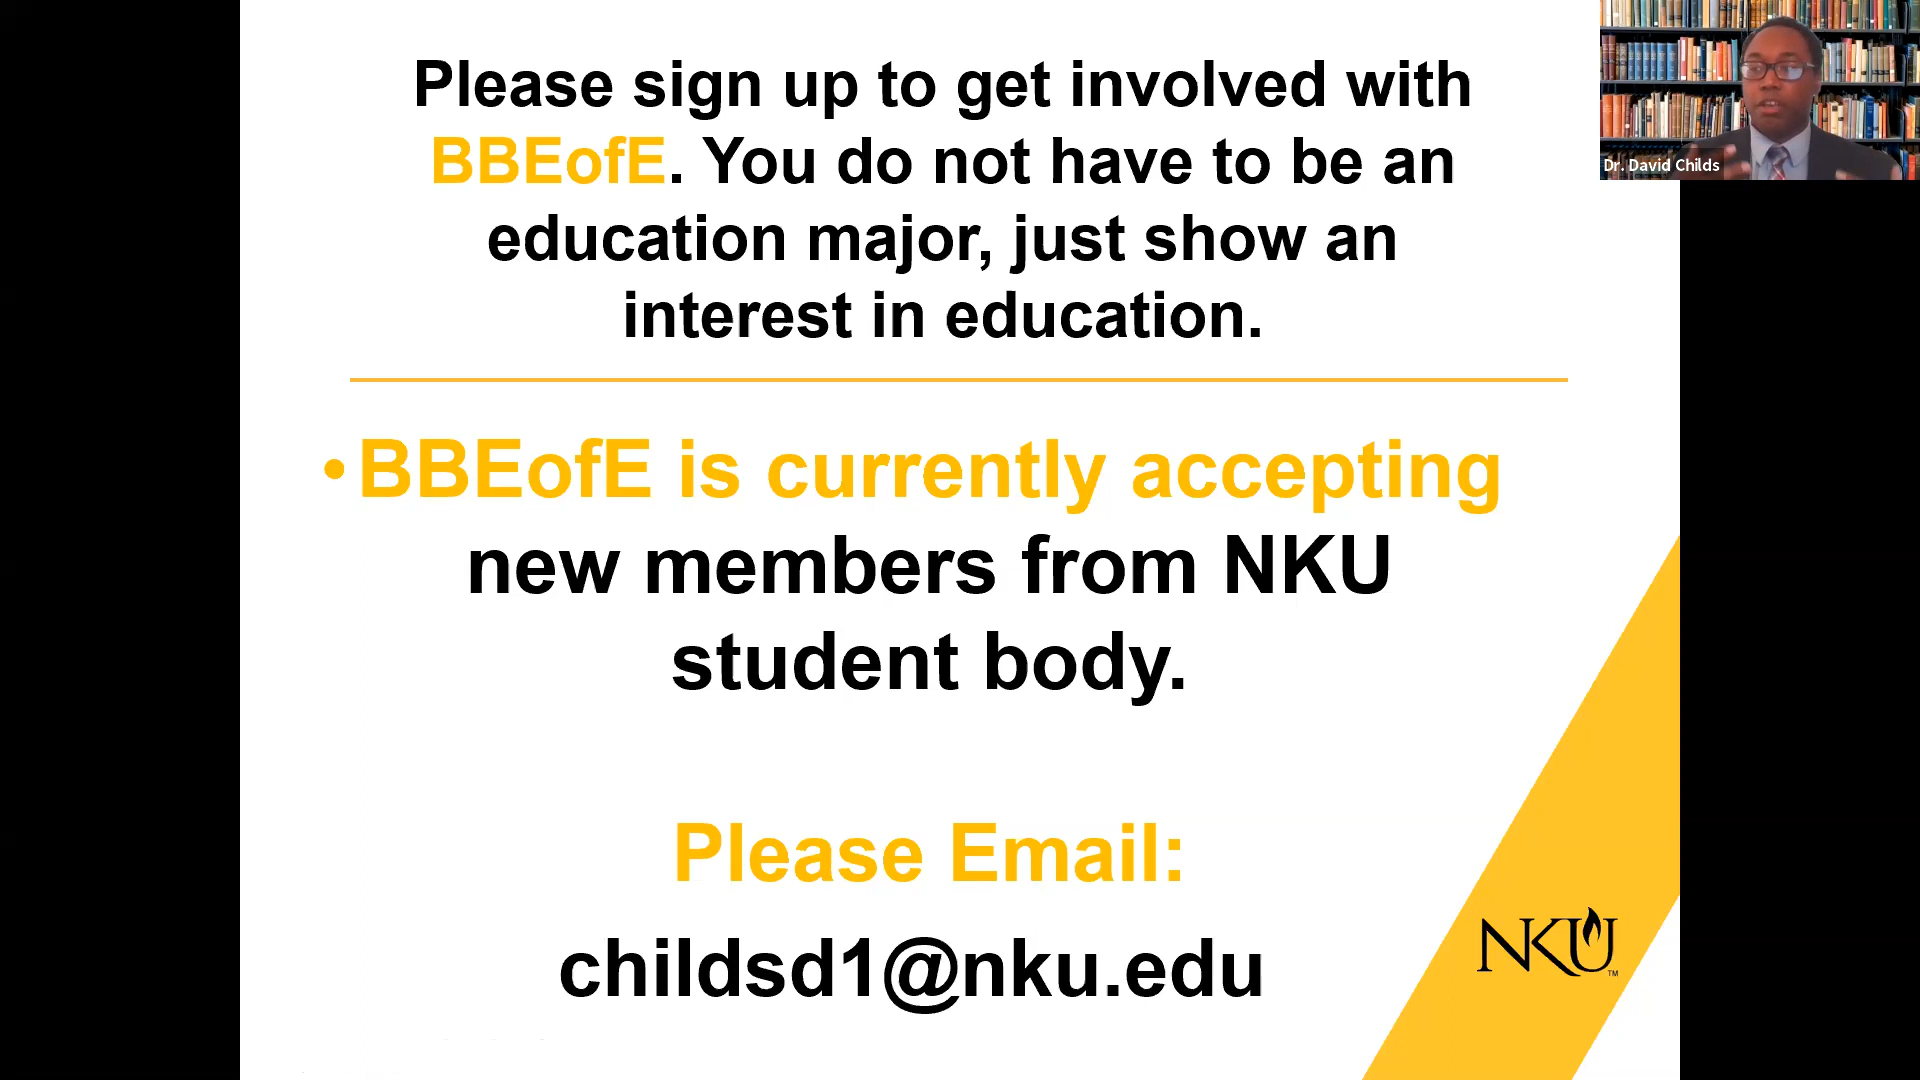 Please sign up to get involved with
BBEofE. You do not have to be an
education major, just show an
interest in education.
•BBEofE is currently accepting
new members from NKU
student body.
Please Email:
childsd1@nku.edu
NKU
TM
Dr. David Childs